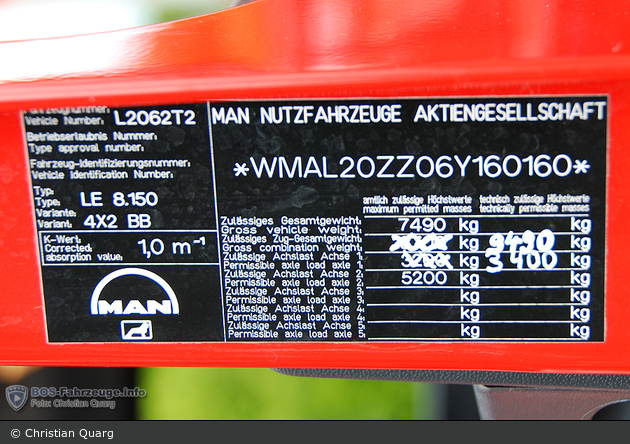 Fahrzeugnummer:
Vehicle Number: L2062T2
Betriebserlaubnis Nummer:
Type approval number:
Fahrzeug-Identifizierungsnummer:
Vehicle Identification Number:
Typ:
Type: LE 8.150
Variante:
Variant: 4X2 BB
K-Wert:
Corrected 1,0 m⁻¹
absorption value:
MAN
MAN NUTZFAHRZEUGE AKTIENGESELLSCHAFT
*WMAL20ZZ06Y160160*
amtlich zulässige Höchstwerte technisch zulässige Höchstwerte
maximum permitted masses technically permissible masses
Zulässiges Gesamtgewicht: 7490 kg kg
Gross vehicle weight:
Zulässiges Zug-Gesamtgewicht: kg 9490 kg
Gross combination weight:
Zulässige Achslast Achse 1: kg 3400 kg
Permissible axle load axle 1:
Zulässige Achslast Achse 2: 5200 kg kg
Permissible axle load axle 2:
Zulässige Achslast Achse 3: kg kg
Permissible axle load axle 3:
Zulässige Achslast Achse 4: kg kg
Permissible axle load axle 4:
Zulässige Achslast Achse 5: kg kg
Permissible axle load axle 5:
BOS-Fahrzeuge.Info
Foto: Christian Quarg
© Christian Quarg